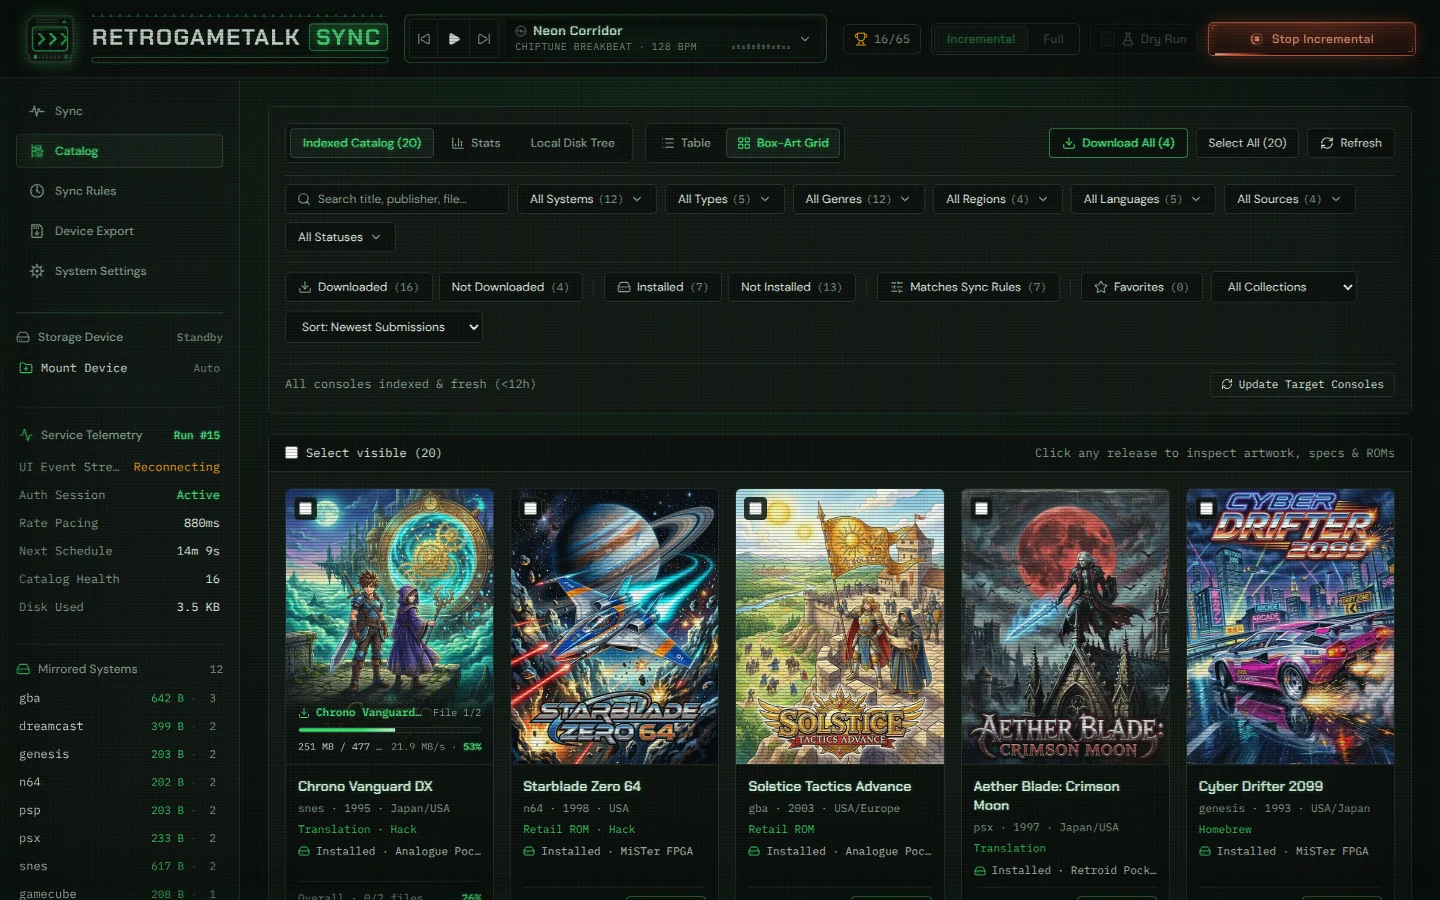 RETROGAMETALK SYNC
Neon Corridor
CHIPTUNE BREAKBEAT · 128 BPM
16/65
Incremental
Full
Dry Run
Stop Incremental
Sync
Catalog
Sync Rules
Device Export
System Settings
Storage Device Standby
Mount Device Auto
Service Telemetry Run #15
UI Event Stre… Reconnecting
Auth Session Active
Rate Pacing 880ms
Next Schedule 14m 9s
Catalog Health 16
Disk Used 3.5 KB
Mirrored Systems 12
gba 642 B · 3
dreamcast 399 B · 2
genesis 203 B · 2
n64 202 B · 2
psp 203 B · 2
psx 233 B · 2
snes 617 B · 2
gamecube 208 B · 1
Indexed Catalog (20)
Stats
Local Disk Tree
Table
Box-Art Grid
Download All (4)
Select All (20)
Refresh
Search title, publisher, file…
All Systems (12)
All Types (5)
All Genres (12)
All Regions (4)
All Languages (5)
All Sources (4)
All Statuses
Downloaded (16)
Not Downloaded (4)
Installed (7)
Not Installed (13)
Matches Sync Rules (7)
Favorites (0)
All Collections
Sort: Newest Submissions
All consoles indexed & fresh (<12h)
Update Target Consoles
Select visible (20)
Click any release to inspect artwork, specs & ROMs
Chrono Vanguard… File 1/2
251 MB / 477 … 21.9 MB/s · 53%
Chrono Vanguard DX
snes · 1995 · Japan/USA
Translation · Hack
Installed · Analogue Poc…
Overall · 0/2 files 26%
STARBLADE
ZERO 64
Starblade Zero 64
n64 · 1998 · USA
Retail ROM · Hack
Installed · MiSTer FPGA
SOLSTICE
TACTICS ADVANCE
Solstice Tactics Advance
gba · 2003 · USA/Europe
Retail ROM
Installed · Analogue Poc…
AETHER BLADE:
CRIMSON MOON
Aether Blade: Crimson
Moon
psx · 1997 · Japan/USA
Translation
Installed · Retroid Pock…
CYBER
DRIFTER
2099
ARCADE
Cyber Drifter 2099
genesis · 1993 · USA/Japan
Homebrew
Installed · MiSTer FPGA